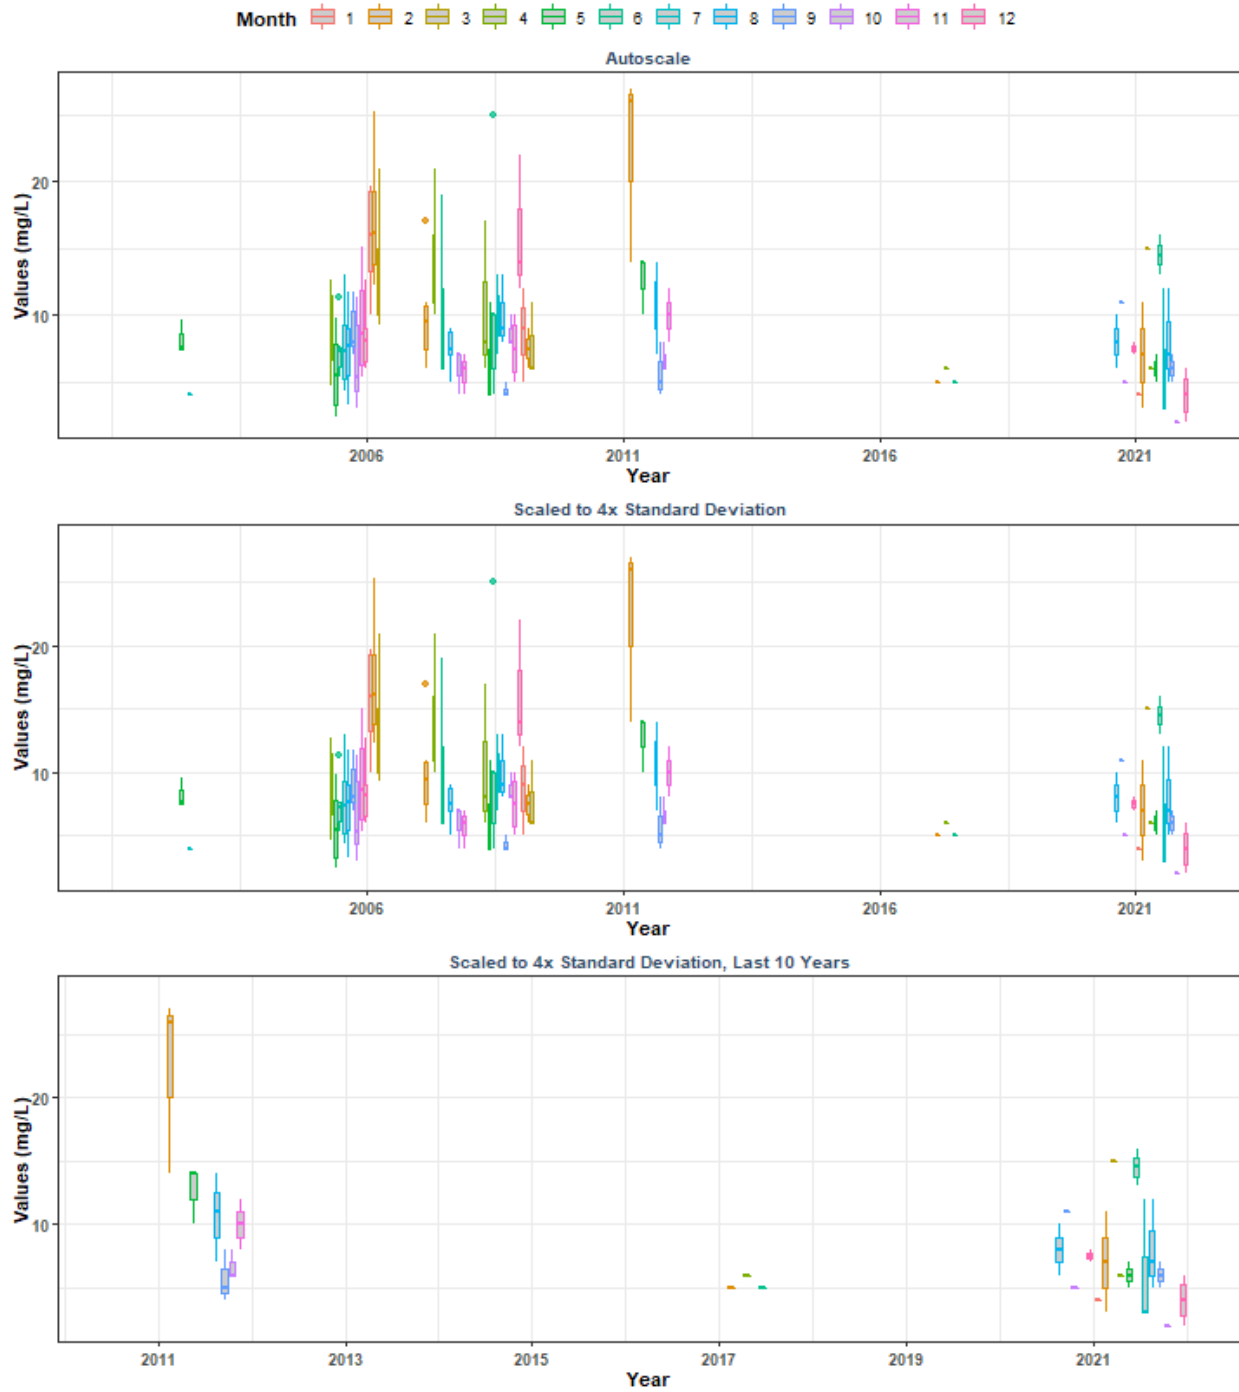 Month 1 2 3 4 5 6 7 8 9 10 11 12
Autoscale
Values (mg/L)
20
10
2006 2011 2016 2021
Year
Scaled to 4x Standard Deviation
Values (mg/L)
20
10
2006 2011 2016 2021
Year
Scaled to 4x Standard Deviation, Last 10 Years
Values (mg/L)
20
10
2011 2013 2015 2017 2019 2021
Year